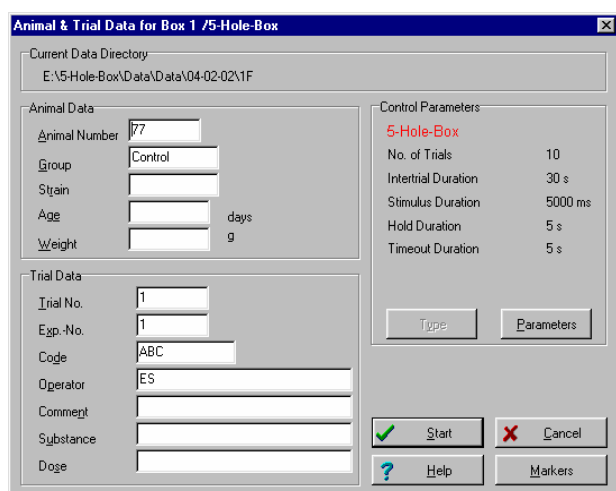 Animal & Trial Data for Box 1 /5-Hole-Box
Current Data Directory
E:\5-Hole-Box\Data\Data\04-02-02\1F
Animal Data
Animal Number 77
Group Control
Strain
Age days
Weight g
Trial Data
Trial No. 1
Exp.-No. 1
Code ABC
Operator ES
Comment
Substance
Dose
Control Parameters
5-Hole-Box
No. of Trials 10
Intertrial Duration 30 s
Stimulus Duration 5000 ms
Hold Duration 5 s
Timeout Duration 5 s
Type Parameters
Start Cancel
? Help Markers